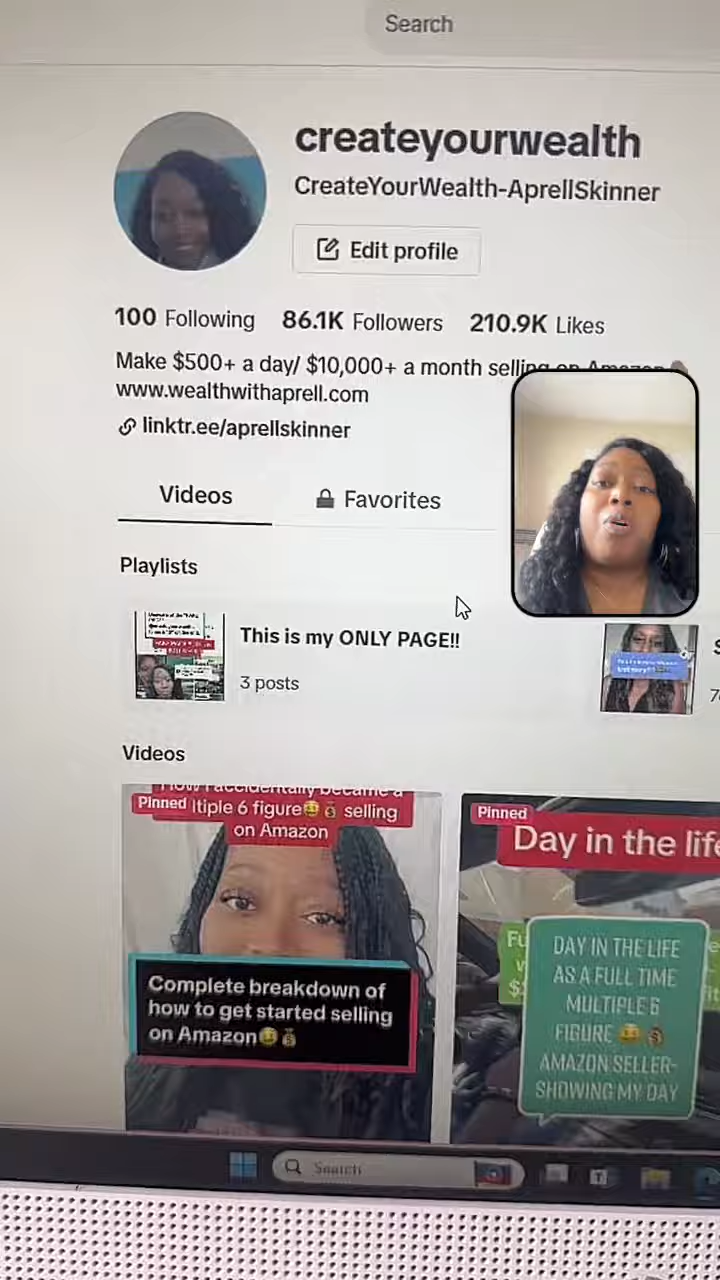 Search
createyourwealth
CreateYourWealth-AprellSkinner
Edit profile
100 Following 86.1K Followers 210.9K Likes
Make $500+ a day/ $10,000+ a month selling on Amazon
www.wealthwithaprell.com
linktr.ee/aprellskinner
Videos Favorites
Playlists
This is my ONLY PAGE!!
3 posts
Videos
How I accidentally became a
Pinned ltiple 6 figure🤑💰 selling
on Amazon
Complete breakdown of
how to get started selling
on Amazon🤑💰
Pinned
Day in the life
Fu
DAY IN THE LIFE
AS A FULL TIME
MULTIPLE 6
FIGURE 🤑 💰
AMAZON SELLER-
SHOWING MY DAY
Search